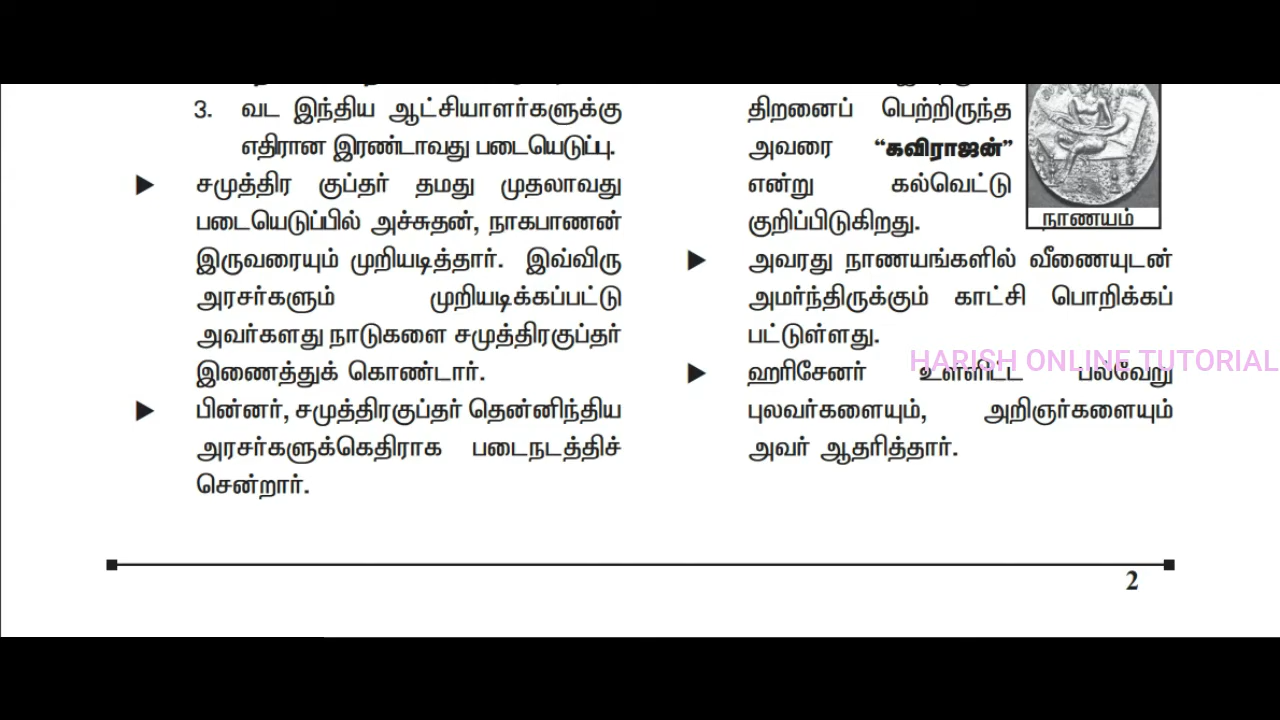 3. வட இந்திய ஆட்சியாளர்களுக்கு
எதிரான இரண்டாவது படையெடுப்பு.
▶ சமுத்திர குப்தர் தமது முதலாவது
படையெடுப்பில் அச்சுதன், நாகபாணன்
இருவரையும் முறியடித்தார். இவ்விரு
அரசர்களும் முறியடிக்கப்பட்டு
அவர்களது நாடுகளை சமுத்திரகுப்தர்
இணைத்துக் கொண்டார்.
▶ பின்னர், சமுத்திரகுப்தர் தென்னிந்திய
அரசர்களுக்கெதிராக படைநடத்திச்
சென்றார்.
திறனைப் பெற்றிருந்த
அவரை “கவிராஜன்”
என்று கல்வெட்டு
குறிப்பிடுகிறது.
நாணயம்
▶ அவரது நாணயங்களில் வீணையுடன்
அமர்ந்திருக்கும் காட்சி பொறிக்கப்
பட்டுள்ளது.
▶ ஹரிசேனர் உள்ளிட்ட பல்வேறு
புலவர்களையும், அறிஞர்களையும்
அவர் ஆதரித்தார்.
HARISH ONLINE TUTORIAL
2